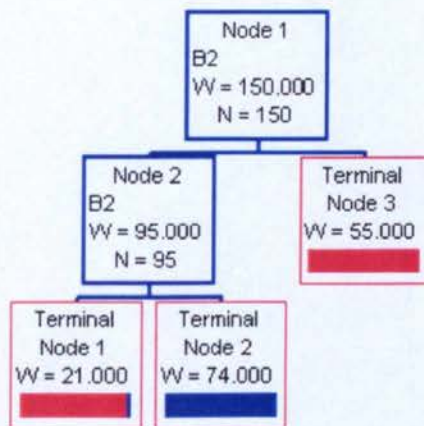 Node 1
B2
W = 150.000
N = 150
Node 2
B2
W = 95.000
N = 95
Terminal
Node 3
W = 55.000
Terminal
Node 1
W = 21.000
Terminal
Node 2
W = 74.000